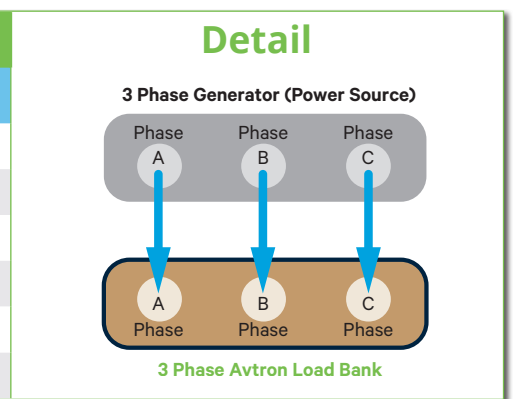 Detail
3 Phase Generator (Power Source)
Phase Phase Phase
A B C
A B C
Phase Phase Phase
3 Phase Avtron Load Bank